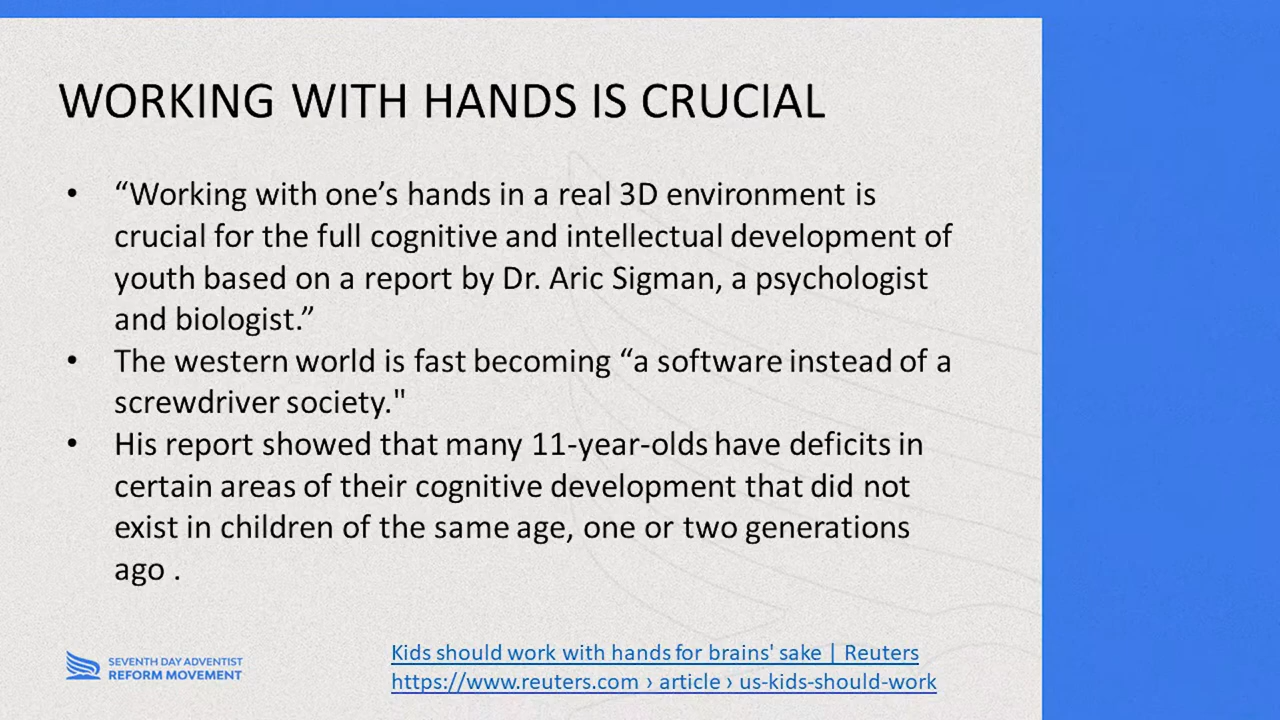 WORKING WITH HANDS IS CRUCIAL
• “Working with one’s hands in a real 3D environment is
crucial for the full cognitive and intellectual development of
youth based on a report by Dr. Aric Sigman, a psychologist
and biologist.”
• The western world is fast becoming “a software instead of a
screwdriver society."
• His report showed that many 11-year-olds have deficits in
certain areas of their cognitive development that did not
exist in children of the same age, one or two generations
ago .
SEVENTH DAY ADVENTIST
REFORM MOVEMENT
Kids should work with hands for brains' sake | Reuters
https://www.reuters.com › article › us-kids-should-work